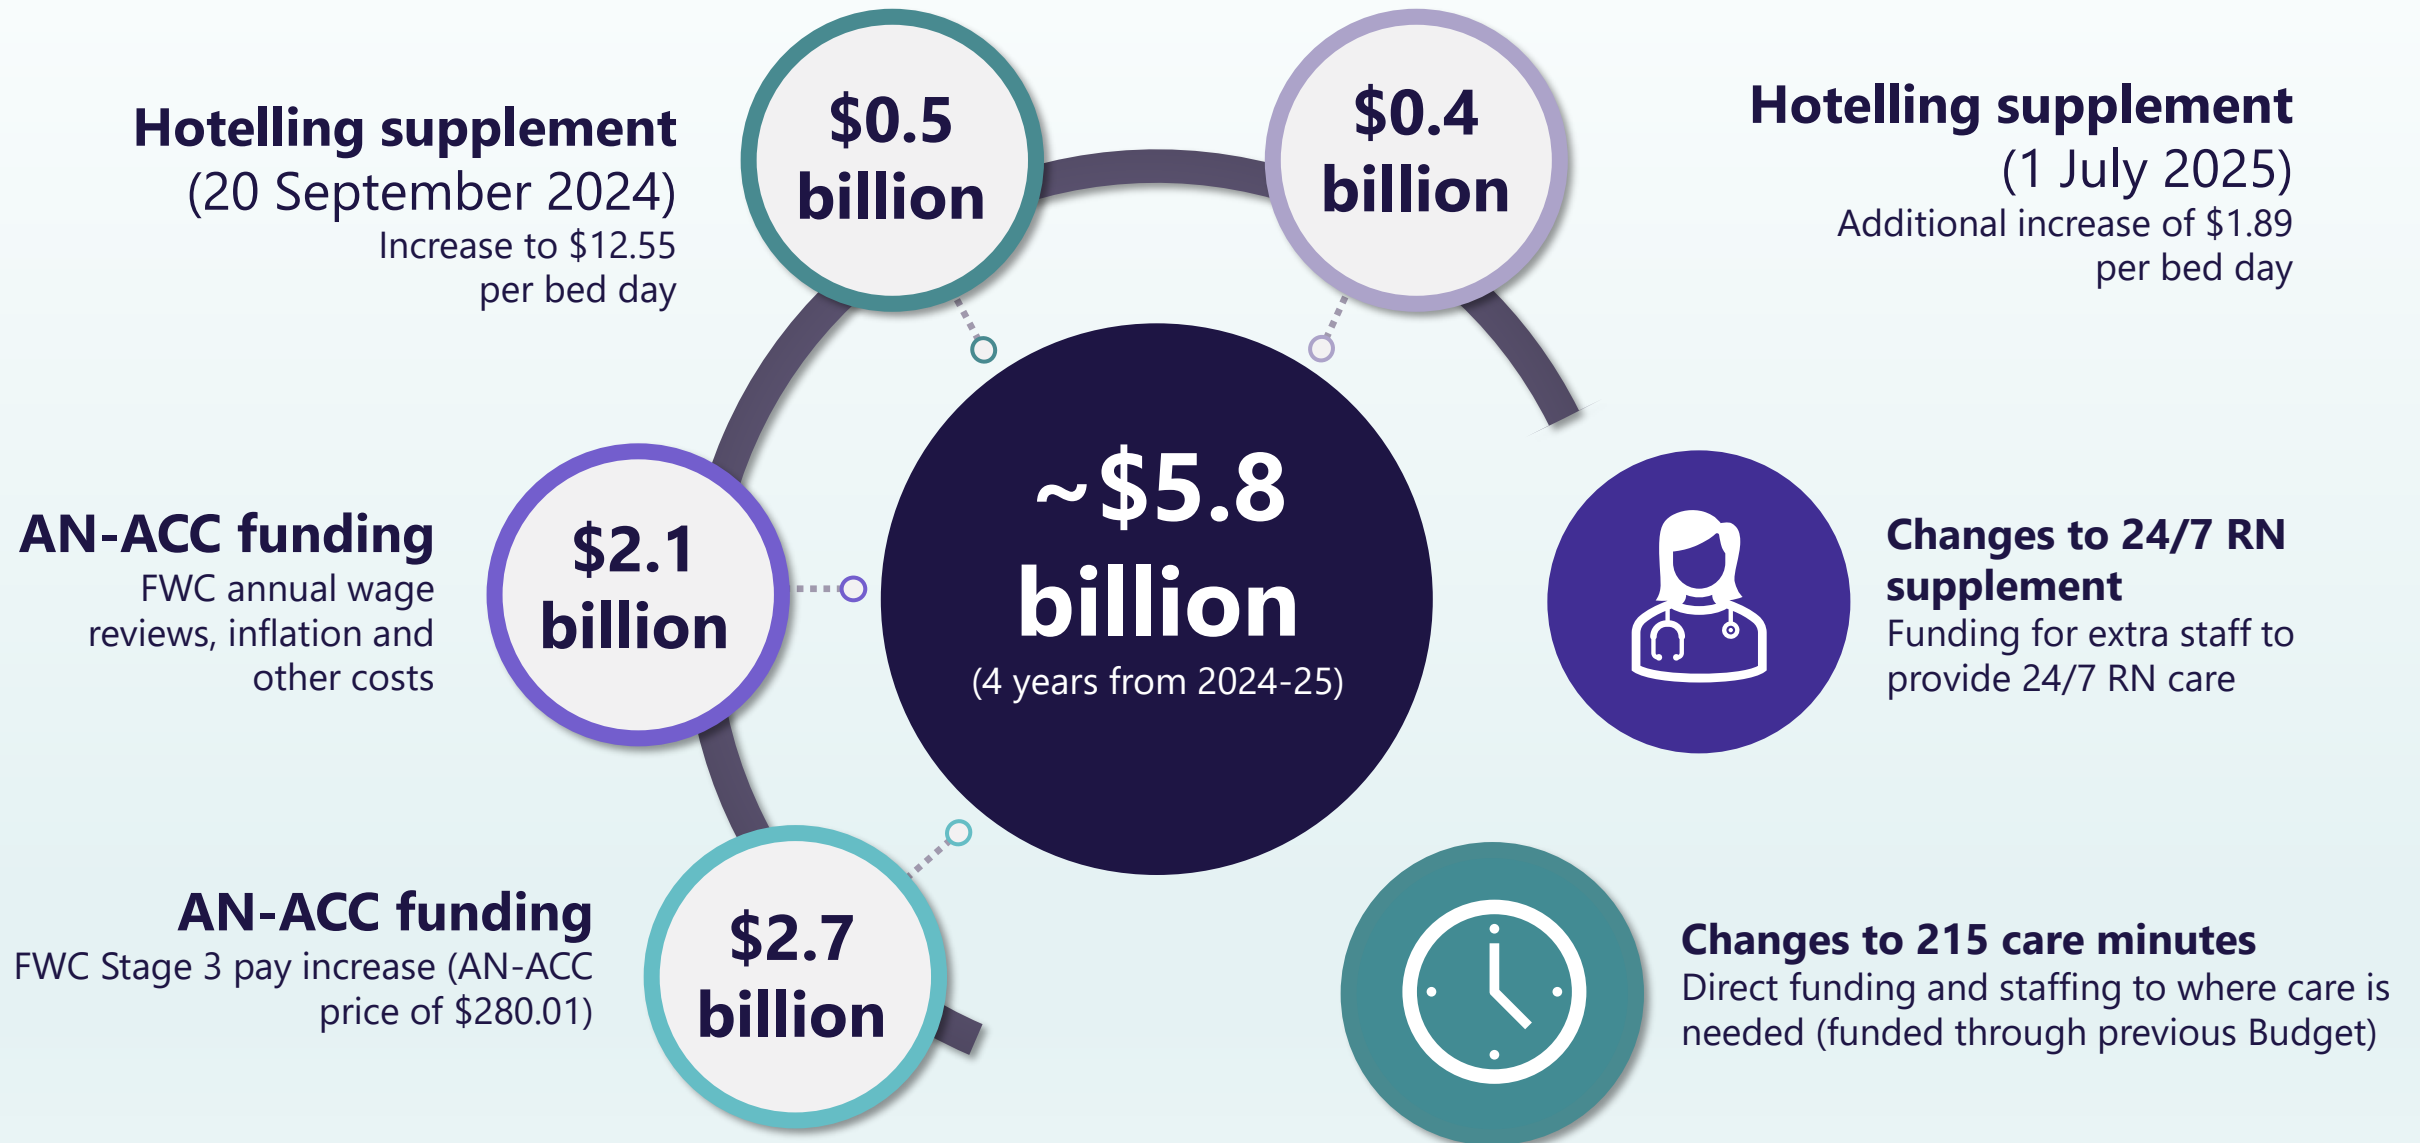 Hotelling supplement
(20 September 2024)
Increase to $12.55
per bed day
$0.5
billion
$0.4
billion
Hotelling supplement
(1 July 2025)
Additional increase of $1.89
per bed day
AN-ACC funding
FWC annual wage
reviews, inflation and
other costs
$2.1
billion
~$5.8
billion
(4 years from 2024-25)
Changes to 24/7 RN
supplement
Funding for extra staff to
provide 24/7 RN care
AN-ACC funding
FWC Stage 3 pay increase (AN-ACC
price of $280.01)
$2.7
billion
Changes to 215 care minutes
Direct funding and staffing to where care is
needed (funded through previous Budget)